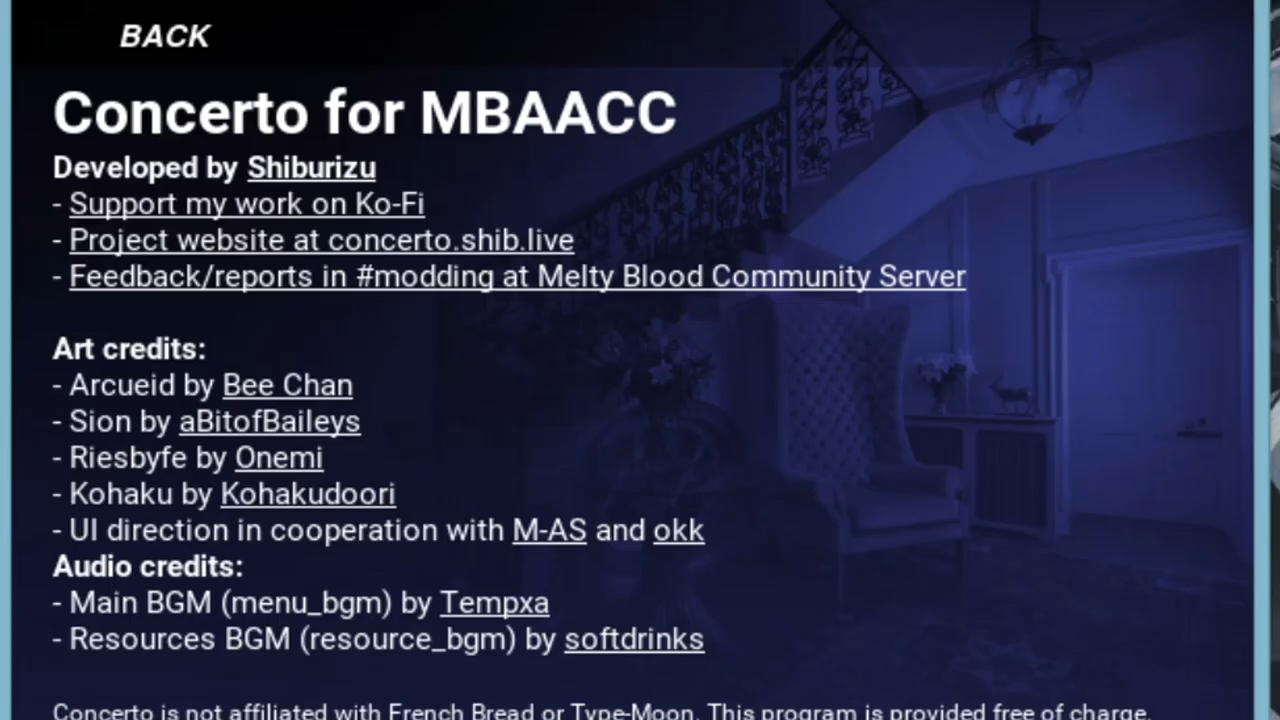 BACK
Concerto for MBAACC
Developed by Shiburizu
- Support my work on Ko-Fi
- Project website at concerto.shib.live
- Feedback/reports in #modding at Melty Blood Community Server
Art credits:
- Arcueid by Bee Chan
- Sion by aBitofBaileys
- Riesbyfe by Onemi
- Kohaku by Kohakudoori
- UI direction in cooperation with M-AS and okk
Audio credits:
- Main BGM (menu_bgm) by Tempxa
- Resources BGM (resource_bgm) by softdrinks
Concerto is not affiliated with French Bread or Type-Moon. This program is provided free of charge.